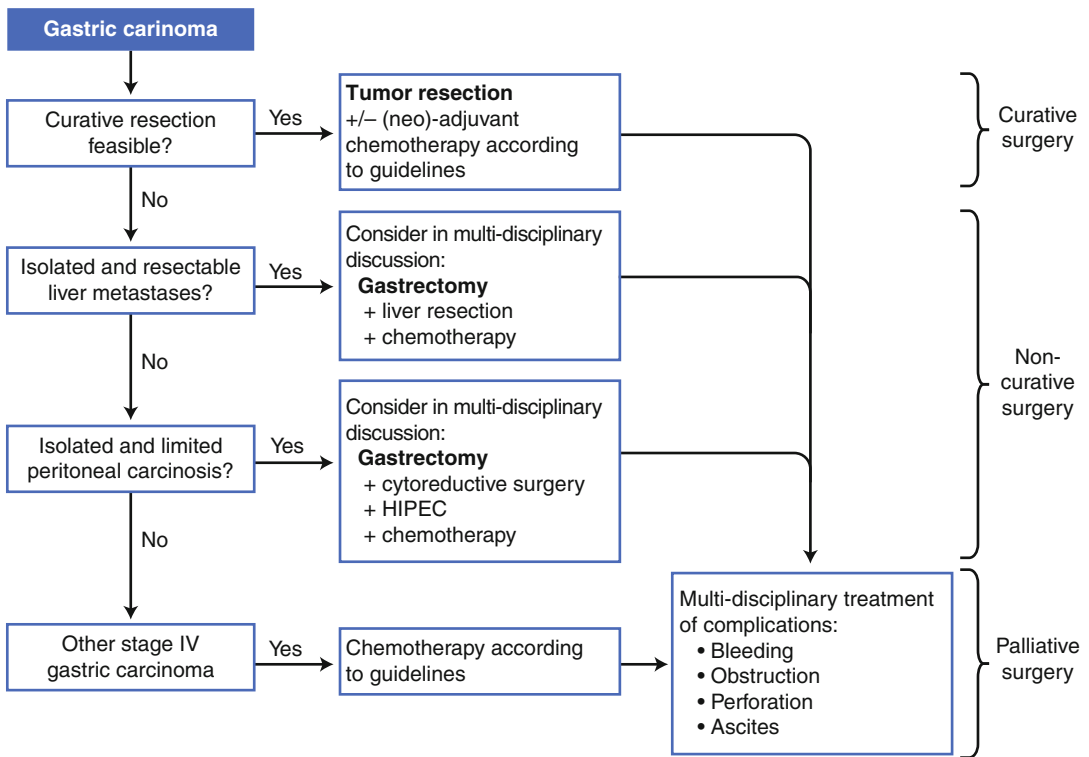 Gastric carinoma
Curative resection
feasible?
Yes
Tumor resection
+/– (neo)-adjuvant
chemotherapy according
to guidelines
Curative
surgery
No
Isolated and resectable
liver metastases?
Yes
Consider in multi-disciplinary
discussion:
Gastrectomy
+ liver resection
+ chemotherapy
No
Non-
curative
surgery
Isolated and limited
peritoneal carcinosis?
Yes
Consider in multi-disciplinary
discussion:
Gastrectomy
+ cytoreductive surgery
+ HIPEC
+ chemotherapy
No
Other stage IV
gastric carcinoma
Yes
Chemotherapy according
to guidelines
Multi-disciplinary treatment
of complications:
• Bleeding
• Obstruction
• Perforation
• Ascites
Palliative
surgery